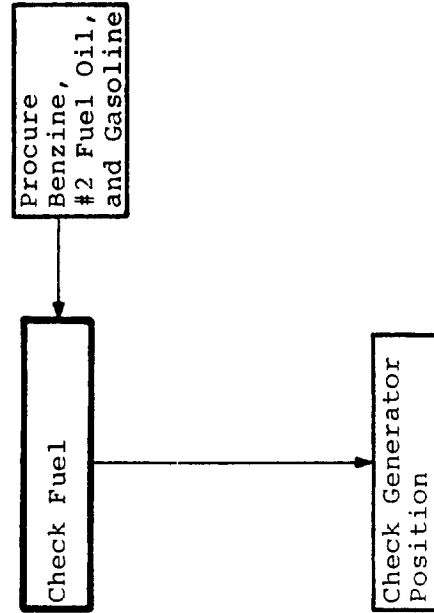 Procure
Benzine,
#2 Fuel Oil,
and Gasoline
Check Fuel
Check Generator
Position